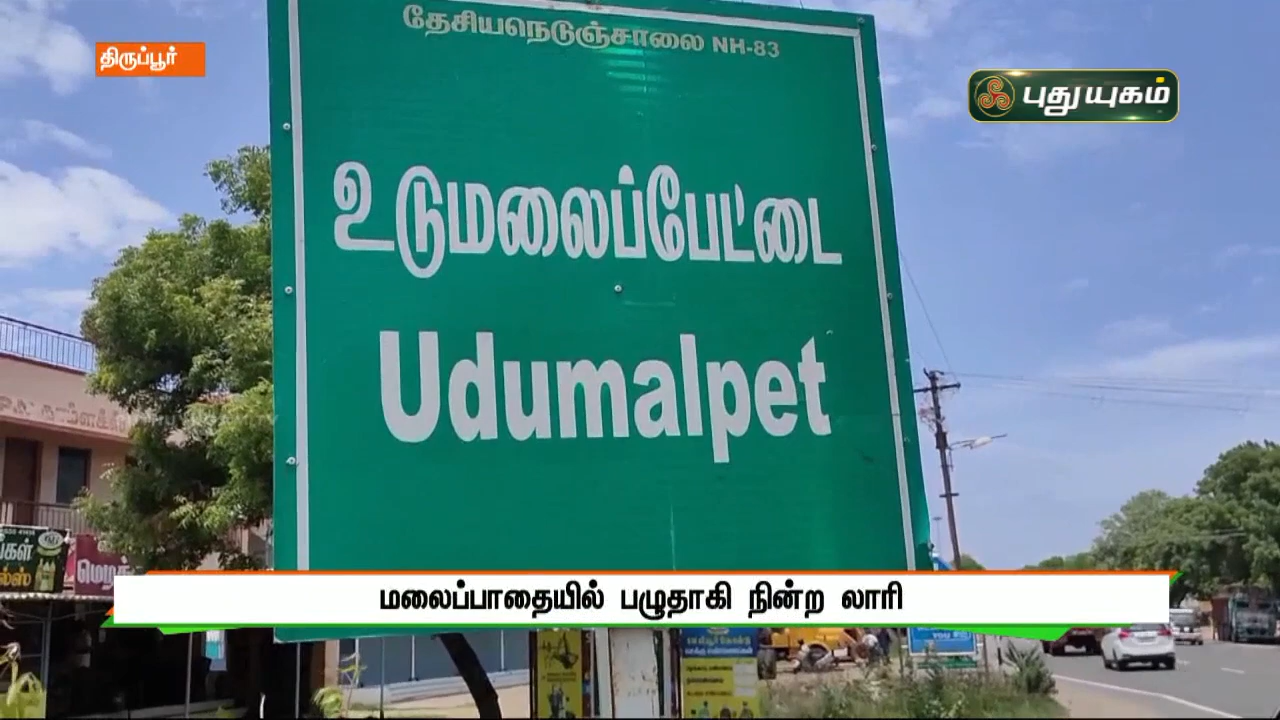 தேசியநெடுஞ்சாலை NH-83
திருப்பூர்
புதுயுகம்
உடுமலைப்பேட்டை
Udumalpet
மலைப்பாதையில் பழுதாகி நின்ற லாரி